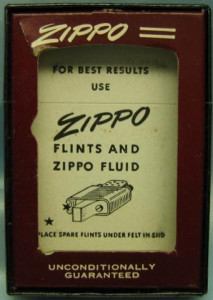 ZIPPO
FOR BEST RESULTS
USE
ZIPPO
FLINTS AND
ZIPPO FLUID
PLACE SPARE FLINTS UNDER FELT IN END
UNCONDITIONALLY
GUARANTEED